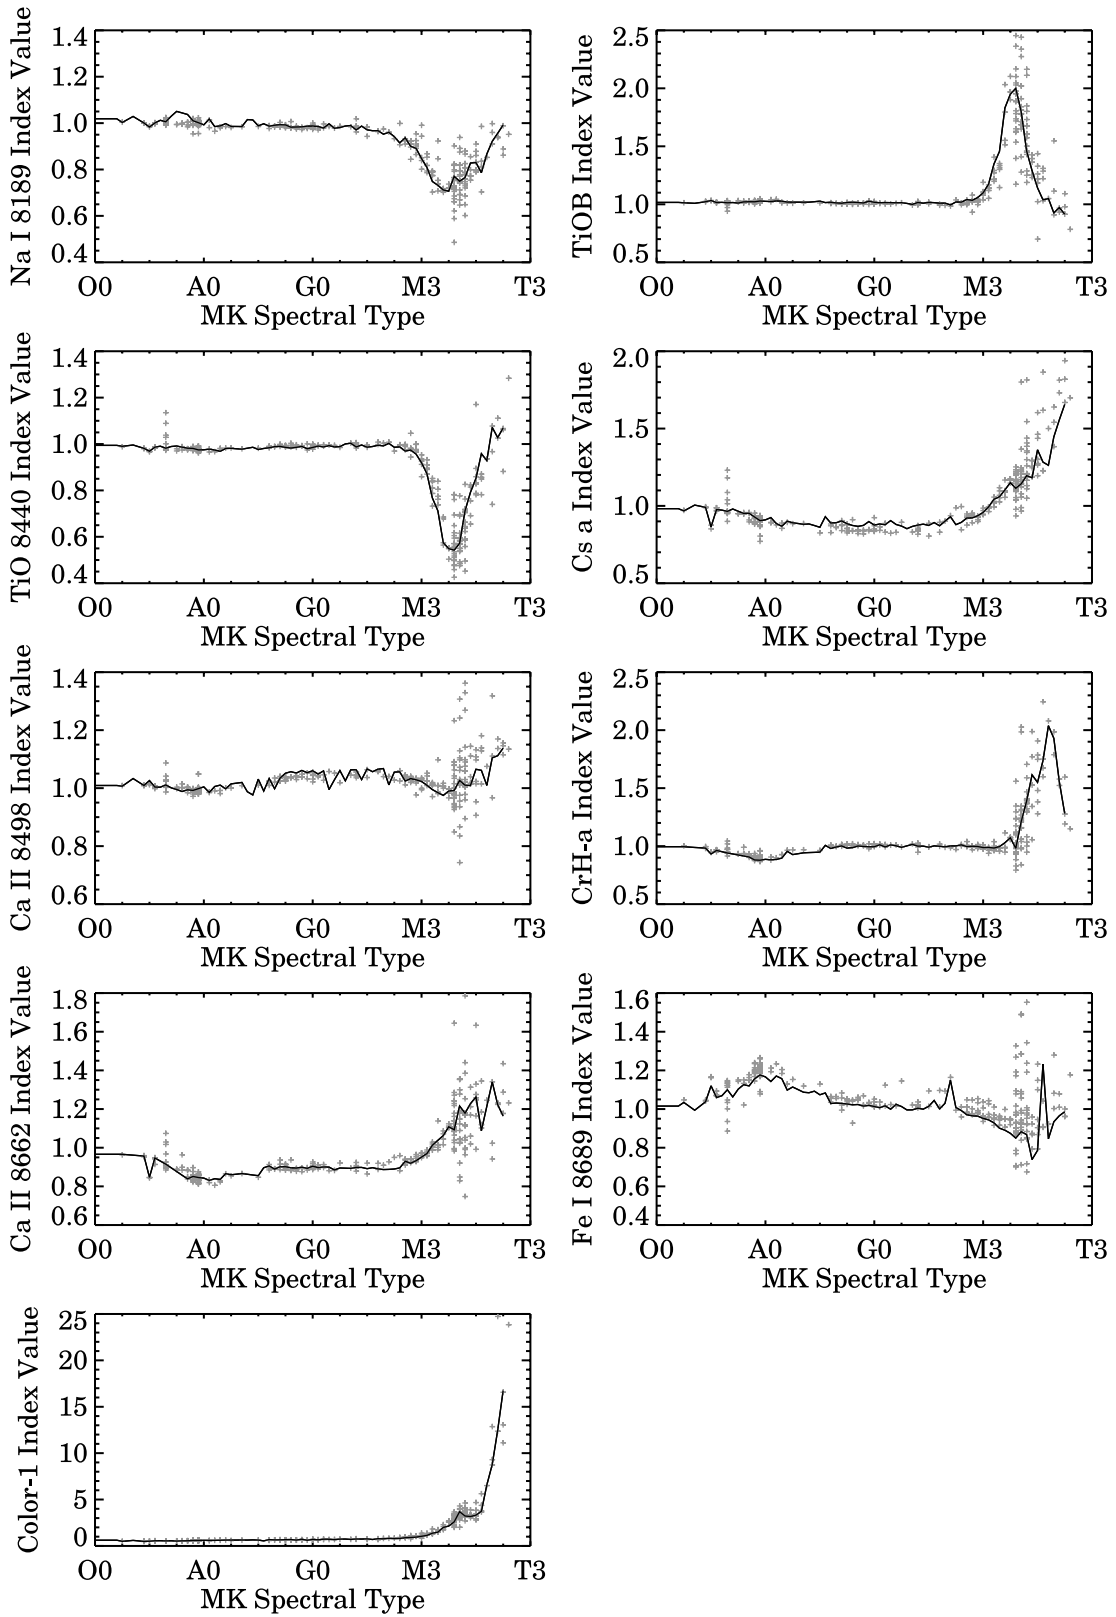 Na I 8189 Index Value
1.4
1.2
1.0
0.8
0.6
0.4
O0 A0 G0 M3 T3
MK Spectral Type
TiOB Index Value
2.5
2.0
1.5
1.0
0.5
O0 A0 G0 M3 T3
MK Spectral Type
TiO 8440 Index Value
1.4
1.2
1.0
0.8
0.6
0.4
O0 A0 G0 M3 T3
MK Spectral Type
Cs a Index Value
2.0
1.5
1.0
0.5
O0 A0 G0 M3 T3
MK Spectral Type
Ca II 8498 Index Value
1.4
1.2
1.0
0.8
0.6
O0 A0 G0 M3 T3
MK Spectral Type
CrH-a Index Value
2.5
2.0
1.5
1.0
0.5
O0 A0 G0 M3 T3
MK Spectral Type
Ca II 8662 Index Value
1.8
1.6
1.4
1.2
1.0
0.8
0.6
O0 A0 G0 M3 T3
MK Spectral Type
Fe I 8689 Index Value
1.6
1.4
1.2
1.0
0.8
0.6
0.4
O0 A0 G0 M3 T3
MK Spectral Type
Color-1 Index Value
25
20
15
10
5
0
O0 A0 G0 M3 T3
MK Spectral Type